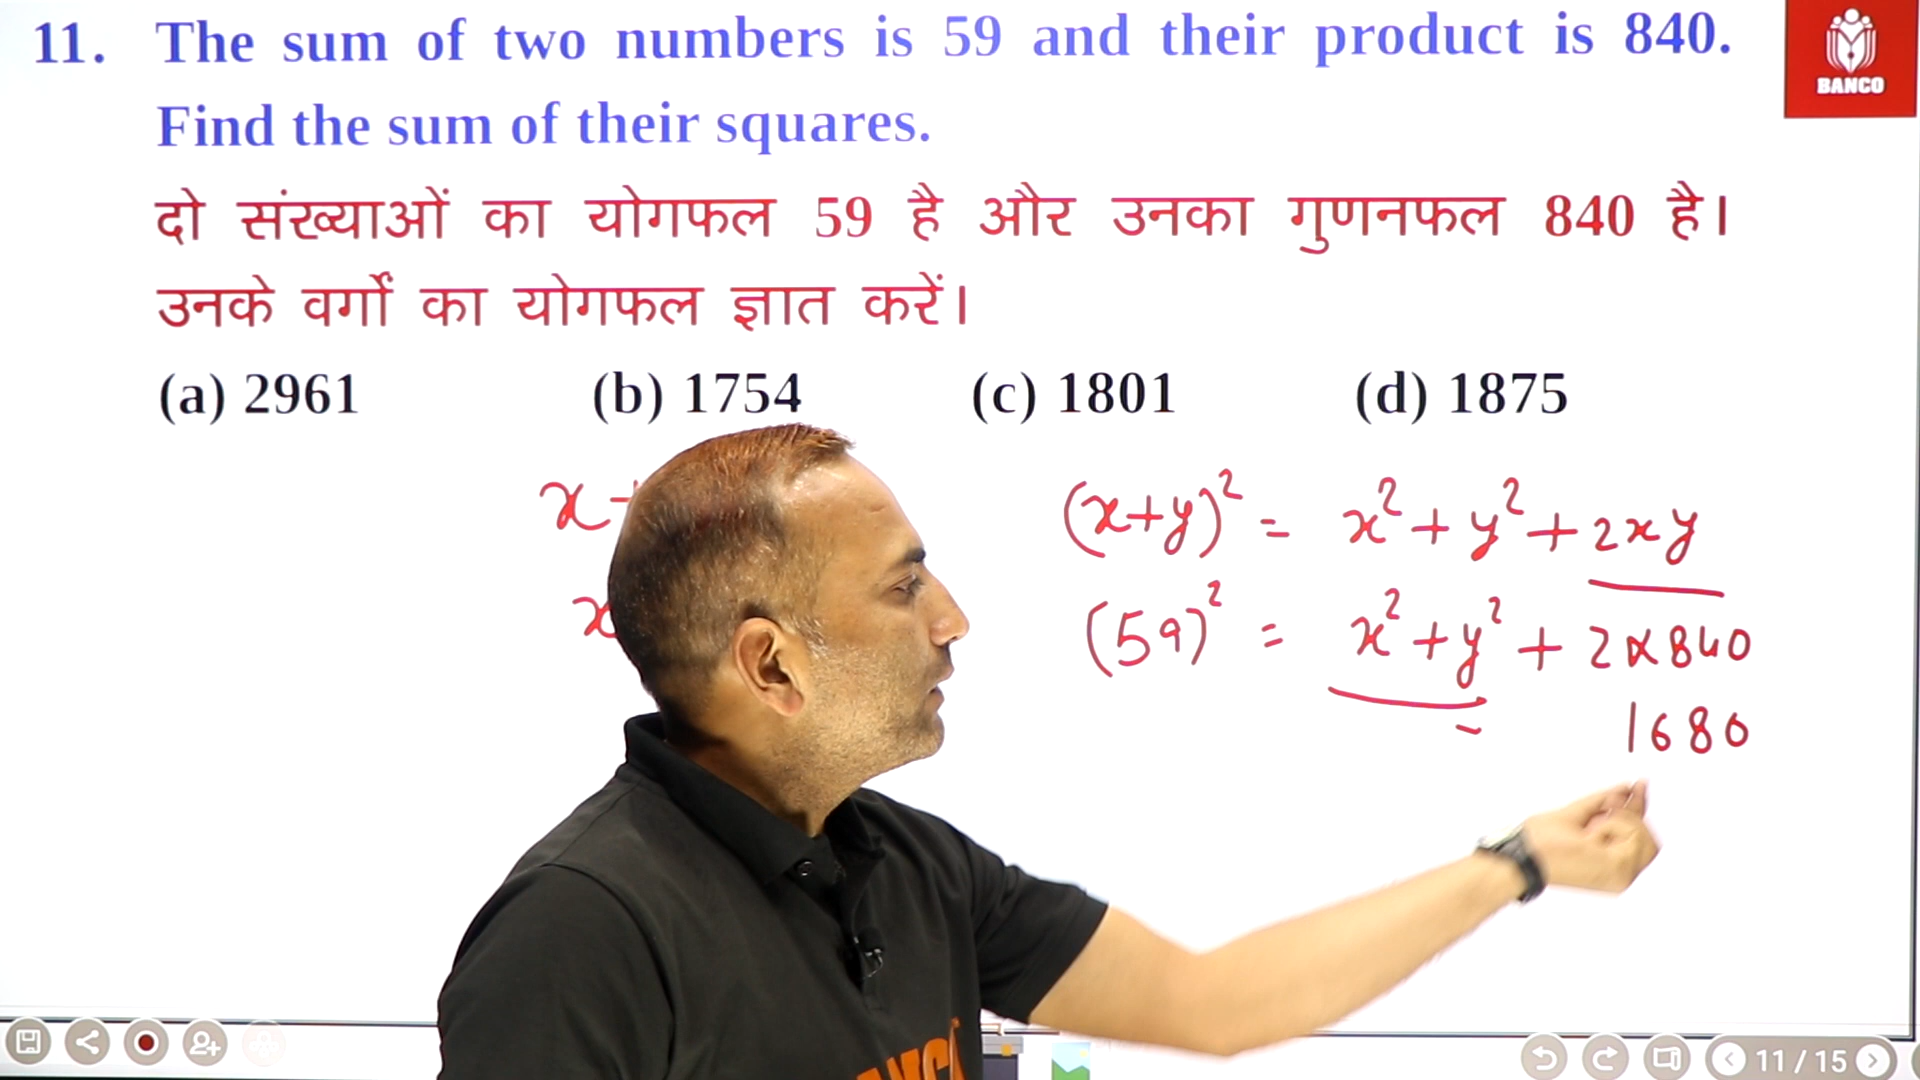 11. The sum of two numbers is 59 and their product is 840.
Find the sum of their squares.
BANCO
दो संख्याओं का योगफल 59 है और उनका गुणनफल 840 है।
उनके वर्गों का योगफल ज्ञात करें।
(a) 2961 (b) 1754 (c) 1801 (d) 1875
x+
(x+y)² = x² + y² + 2xy
x
(59)² = x² + y² + 2×840
= 1680
11 / 15